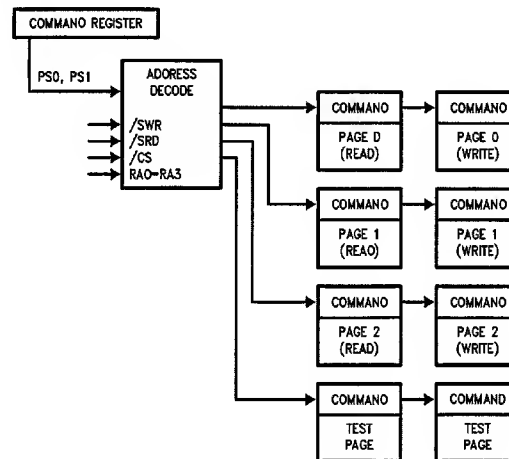 COMMANO REGISTER
PS0, PS1
ADORESS
DECODE
/SWR
/SRD
/CS
RAO-RA3
COMMANO COMMANO
PAGE D PAGE O
(READ) (WRITE)
COMMANO COMMANO
PAGE 1 PAGE 1
(REAO) (WRITE)
COMMANO COMMANO
PAGE 2 PAGE 2
(READ) (WRITE)
COMMANO COMMAND
TEST TEST
PAGE PAGE